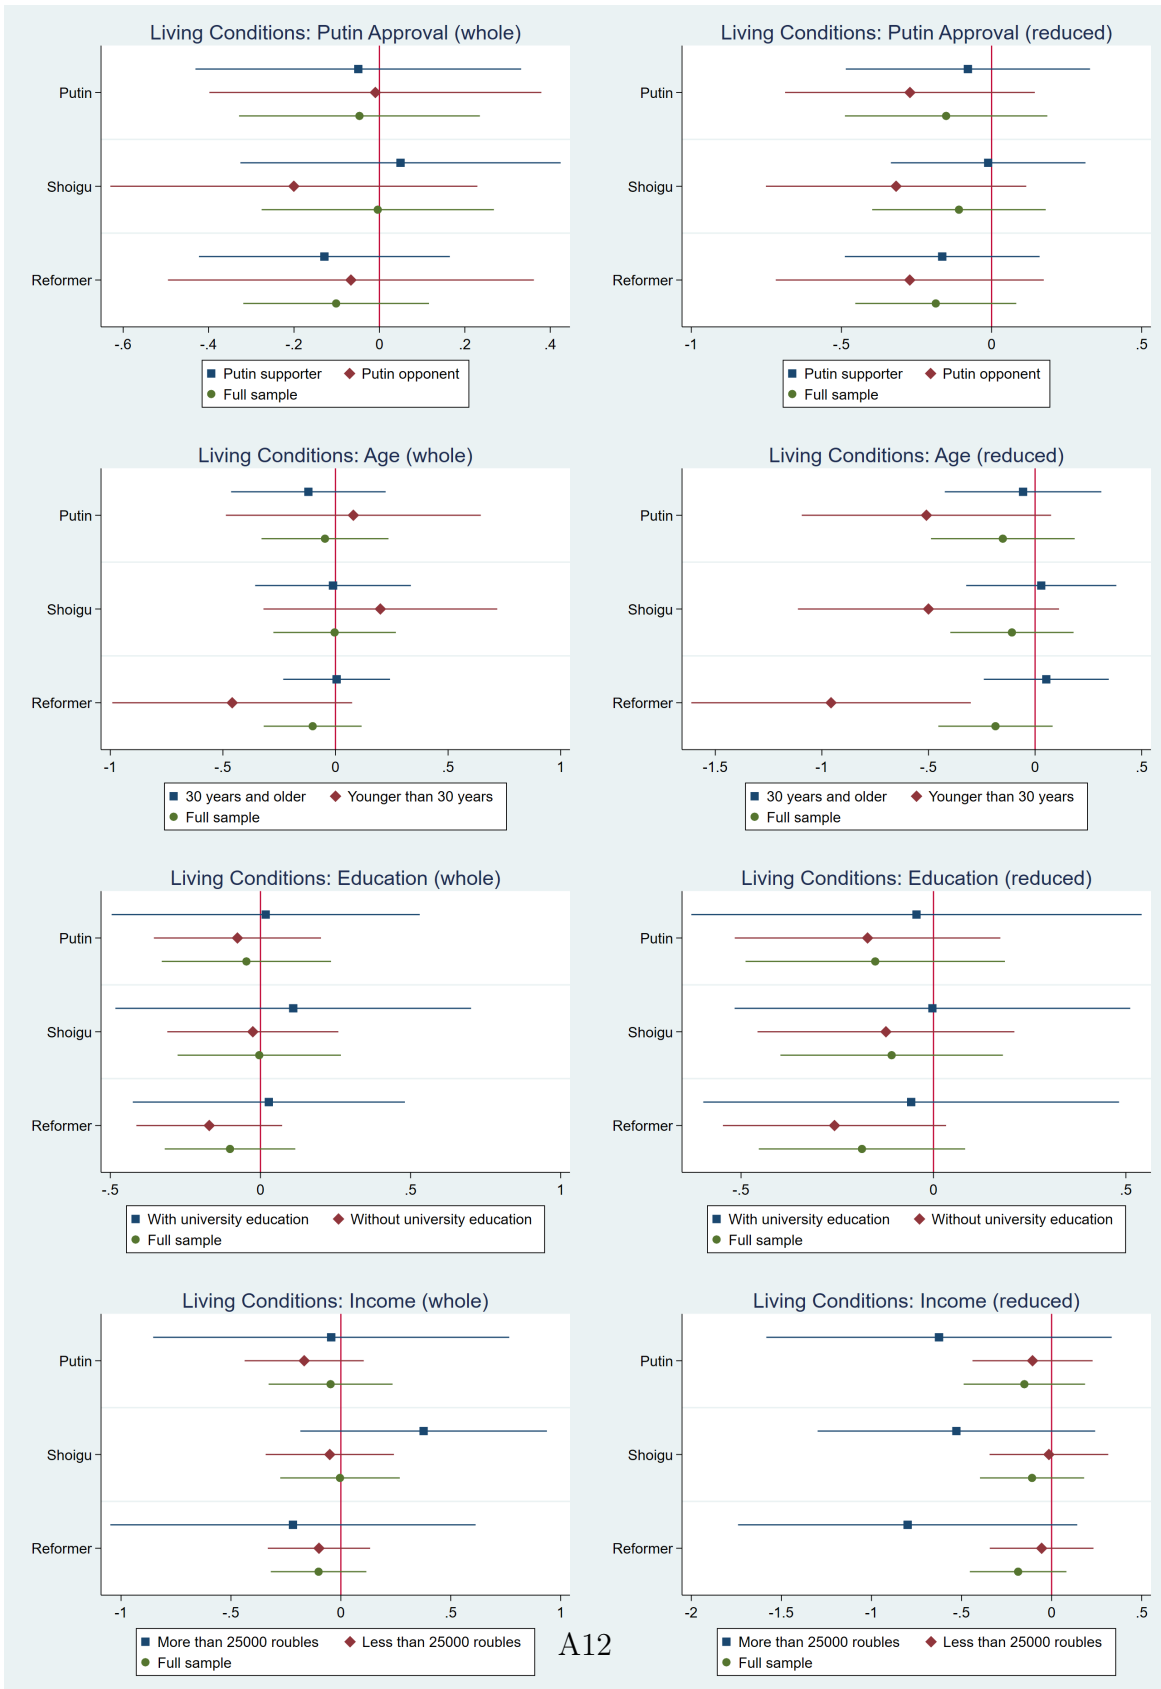 Living Conditions: Putin Approval (whole)
Putin
Shoigu
Reformer
-.6 -.4 -.2 0 .2 .4
Putin supporter Putin opponent
Full sample
Living Conditions: Putin Approval (reduced)
Putin
Shoigu
Reformer
-1 -.5 0 .5
Putin supporter Putin opponent
Full sample
Living Conditions: Age (whole)
Putin
Shoigu
Reformer
-1 -.5 0 .5 1
30 years and older Younger than 30 years
Full sample
Living Conditions: Age (reduced)
Putin
Shoigu
Reformer
-1.5 -1 -.5 0 .5
30 years and older Younger than 30 years
Full sample
Living Conditions: Education (whole)
Putin
Shoigu
Reformer
-.5 0 .5 1
With university education Without university education
Full sample
Living Conditions: Education (reduced)
Putin
Shoigu
Reformer
-.5 0 .5
With university education Without university education
Full sample
Living Conditions: Income (whole)
Putin
Shoigu
Reformer
-1 -.5 0 .5 1
More than 25000 roubles Less than 25000 roubles
Full sample
Living Conditions: Income (reduced)
Putin
Shoigu
Reformer
-2 -1.5 -1 -.5 0 .5
More than 25000 roubles Less than 25000 roubles
Full sample
A12